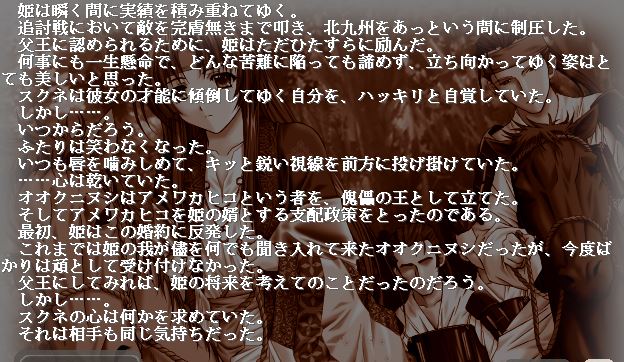 姫は瞬く間に実績を積み重ねてゆく。
　追討戦において敵を完膚無きまで叩き、北九州をあっという間に制圧した。
　父王に認められるために、姫はただひたすらに励んだ。
　何事にも一生懸命で、どんな苦難に陥っても諦めず、立ち向かってゆく姿はと
ても美しいと思った。
　スクネは彼女の才能に傾倒してゆく自分を、ハッキリと自覚していた。
　しかし……。
　いつからだろう。
　ふたりは笑わなくなった。
　いつも唇を噛みしめて、キッと鋭い視線を前方に投げ掛けていた。
　……心は乾いていた。
　オオクニヌシはアメワカヒコという者を、傀儡の王として立てた。
　そしてアメワカヒコを姫の婿とする支配政策をとったのである。
　最初、姫はこの婚約に反発した。
　これまでは姫の我が儘を何でも聞き入れて来たオオクニヌシだったが、今度ば
かりは頑として受け付けなかった。
　父王にしてみれば、姫の将来を考えてのことだったのだろう。
　しかし……。
　スクネの心は何かを求めていた。
　それは相手も同じ気持ちだった。